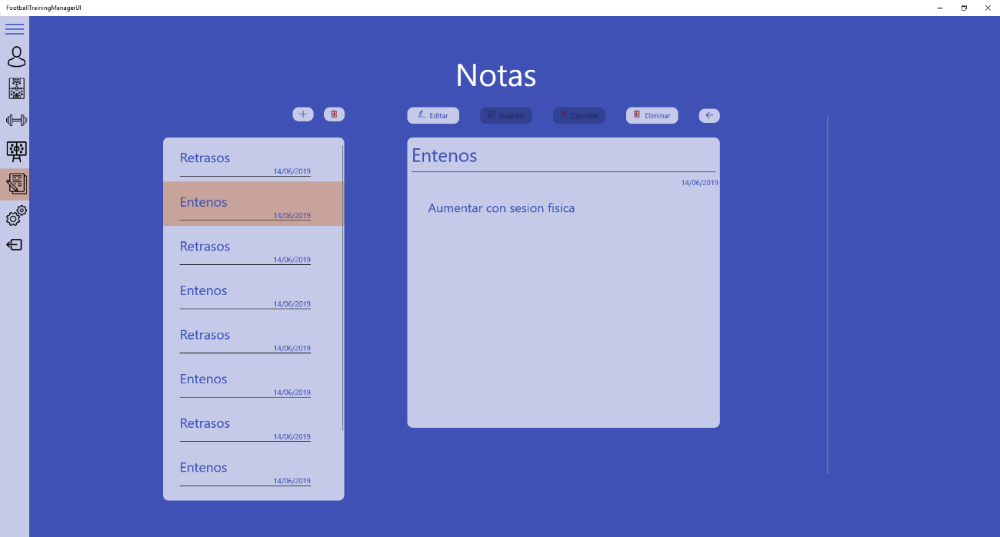 FootballTrainingManagerUI
Notas
Editar
Guardar
Cancelar
Eliminar
Retrasos
14/06/2019
Entenos
14/06/2019
Retrasos
14/06/2019
Entenos
14/06/2019
Retrasos
14/06/2019
Entenos
14/06/2019
Retrasos
14/06/2019
Entenos
14/06/2019
Entenos
14/06/2019
Aumentar con sesion fisica